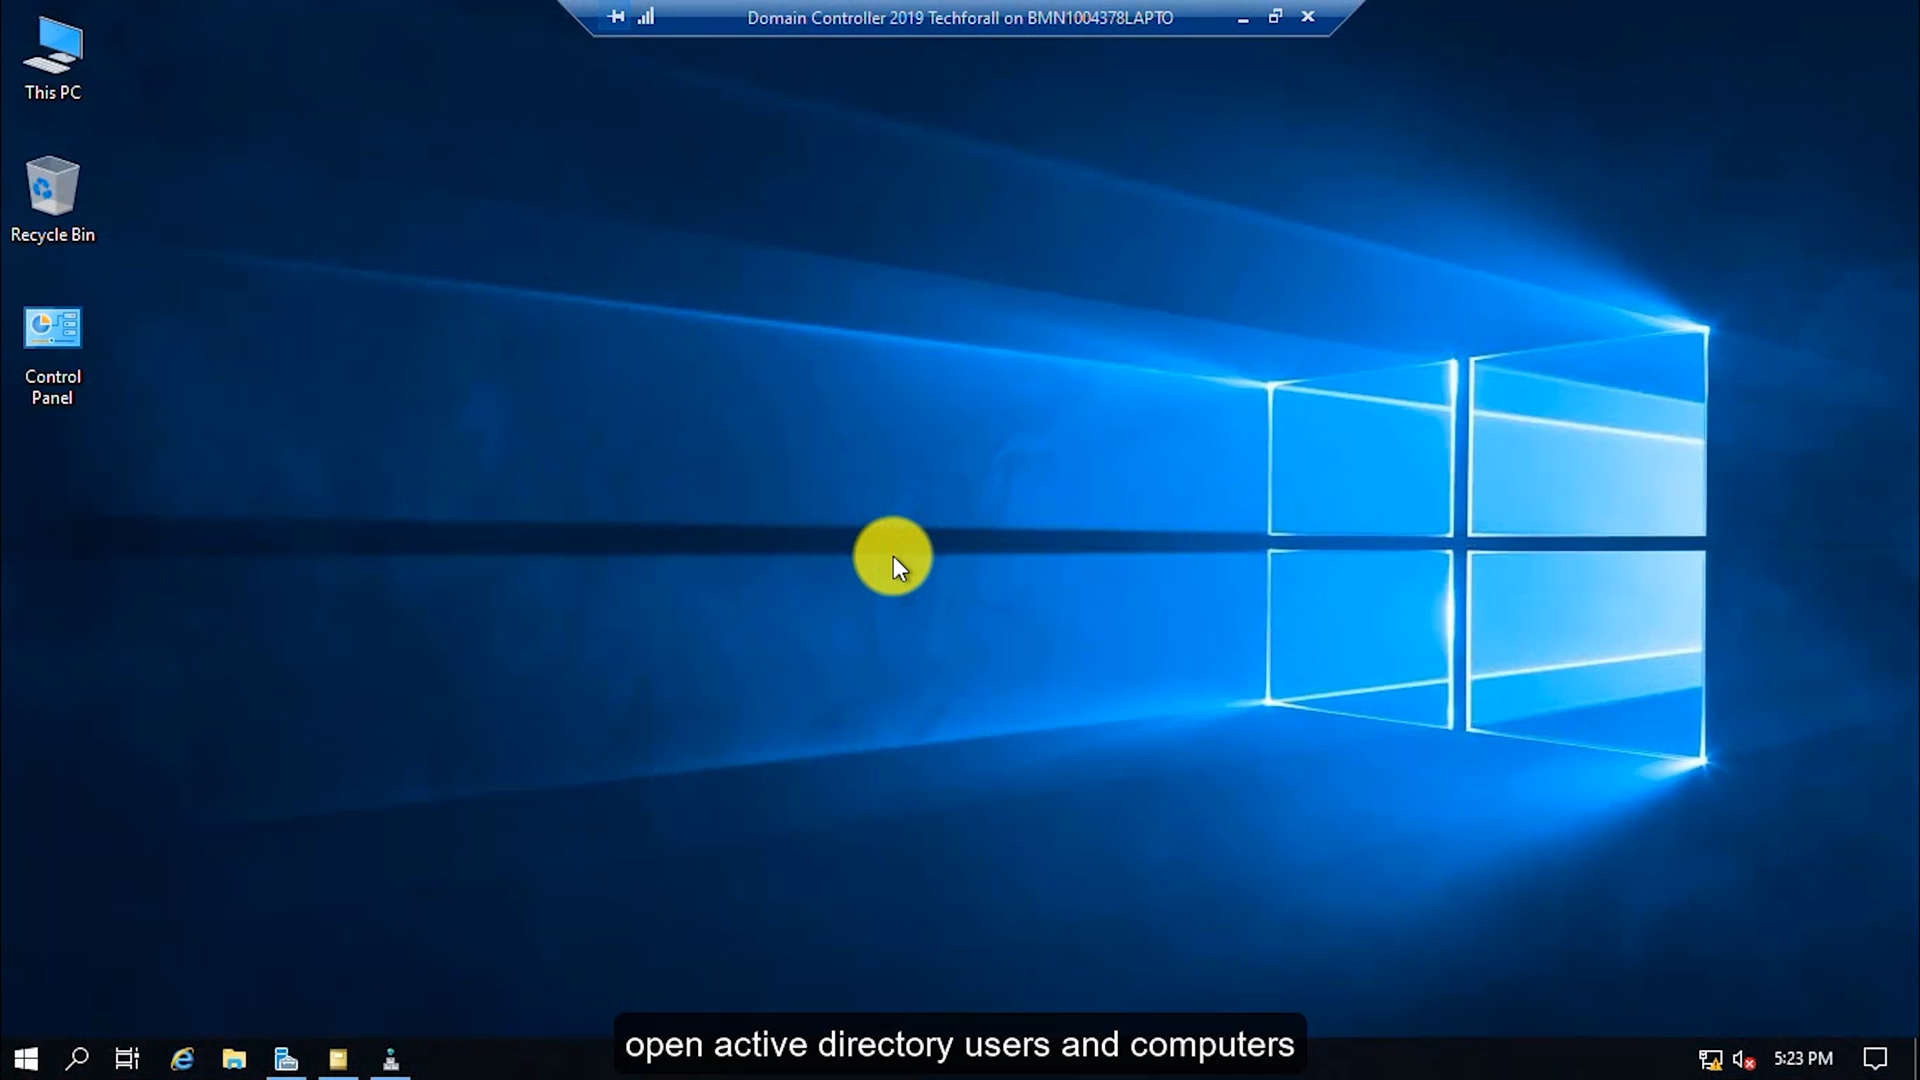 Domain Controller 2019 Techforall on BMN1004378LAPTO
This PC
Recycle Bin
Control
Panel
open active directory users and computers
5:23 PM